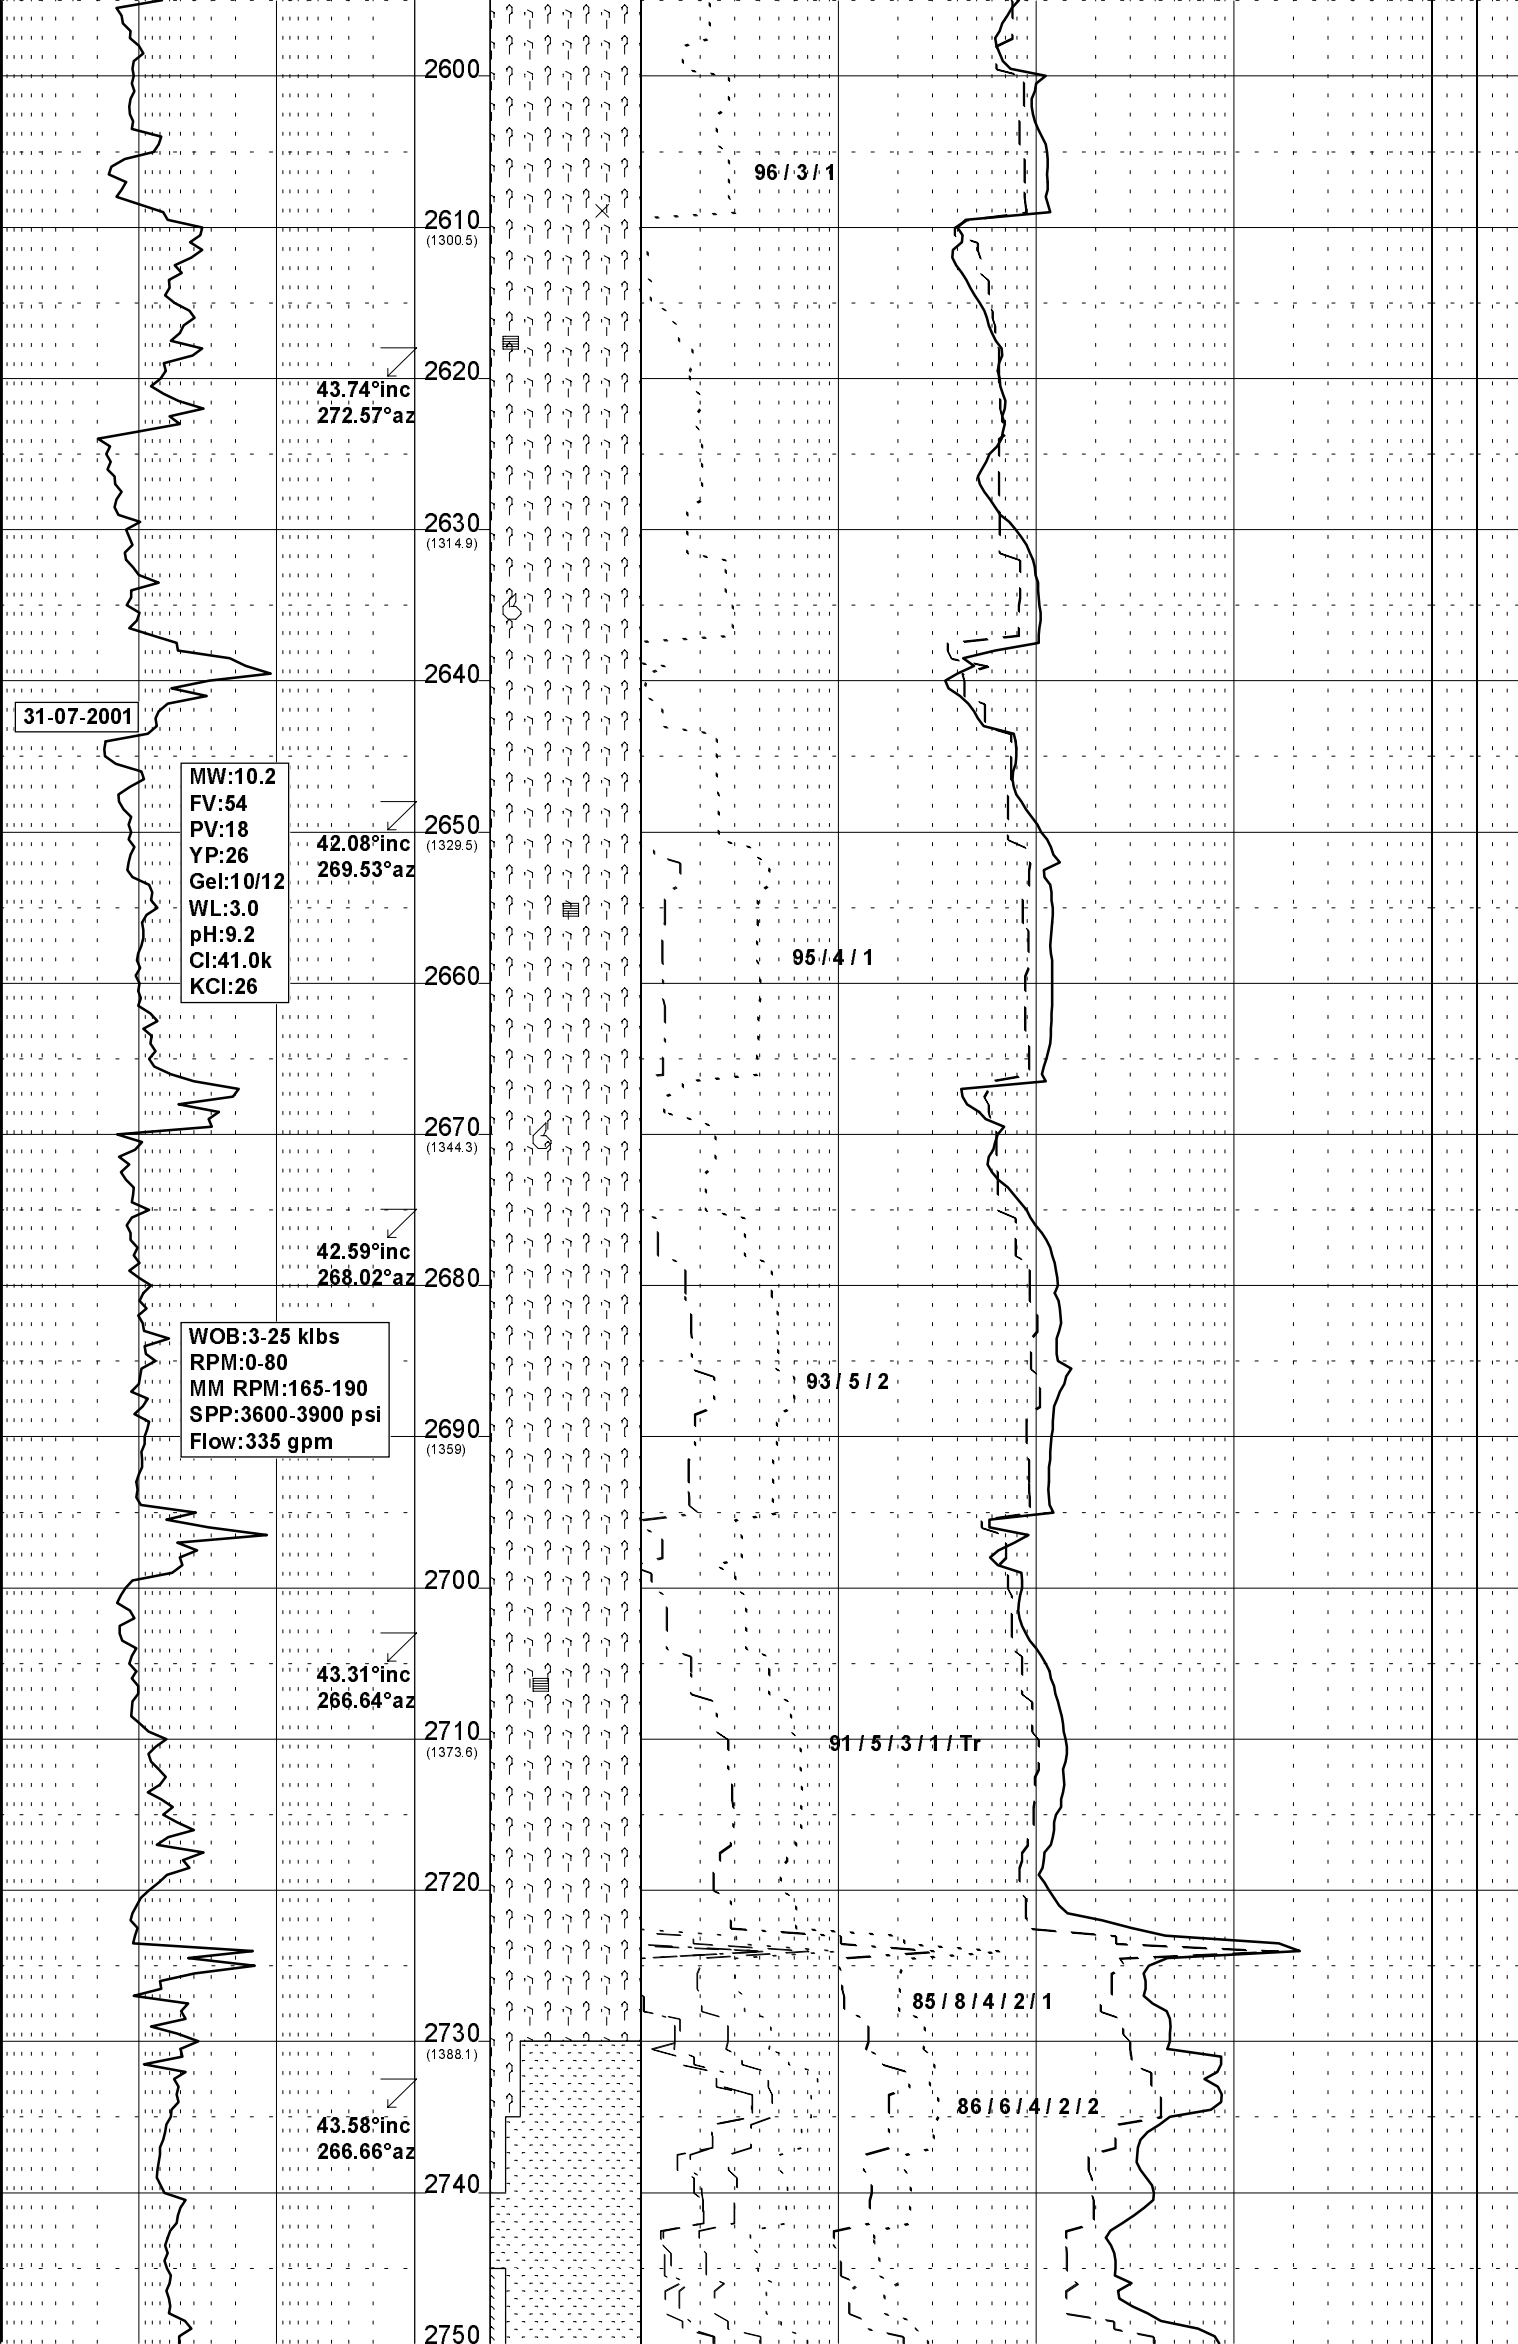 2600
96 / 3 / 1
2610
(1300.5)
2620
43.74°inc
272.57°az
2630
(1314.9)
2640
31-07-2001
MW:10.2
FV:54
PV:18
YP:26
Gel:10/12
WL:3.0
pH:9.2
Cl:41.0k
KCl:26
2650
(1329.5)
42.08°inc
269.53°az
95 / 4 / 1
2660
2670
(1344.3)
42.59°inc
268.02°az
2680
WOB:3-25 klbs
RPM:0-80
MM RPM:165-190
SPP:3600-3900 psi
Flow:335 gpm
93 / 5 / 2
2690
(1359)
2700
43.31°inc
266.64°az
2710
(1373.6)
91 / 5 / 3 / 1 / Tr
2720
85 / 8 / 4 / 2 / 1
2730
(1388.1)
86 / 6 / 4 / 2 / 2
43.58°inc
266.66°az
2740
2750